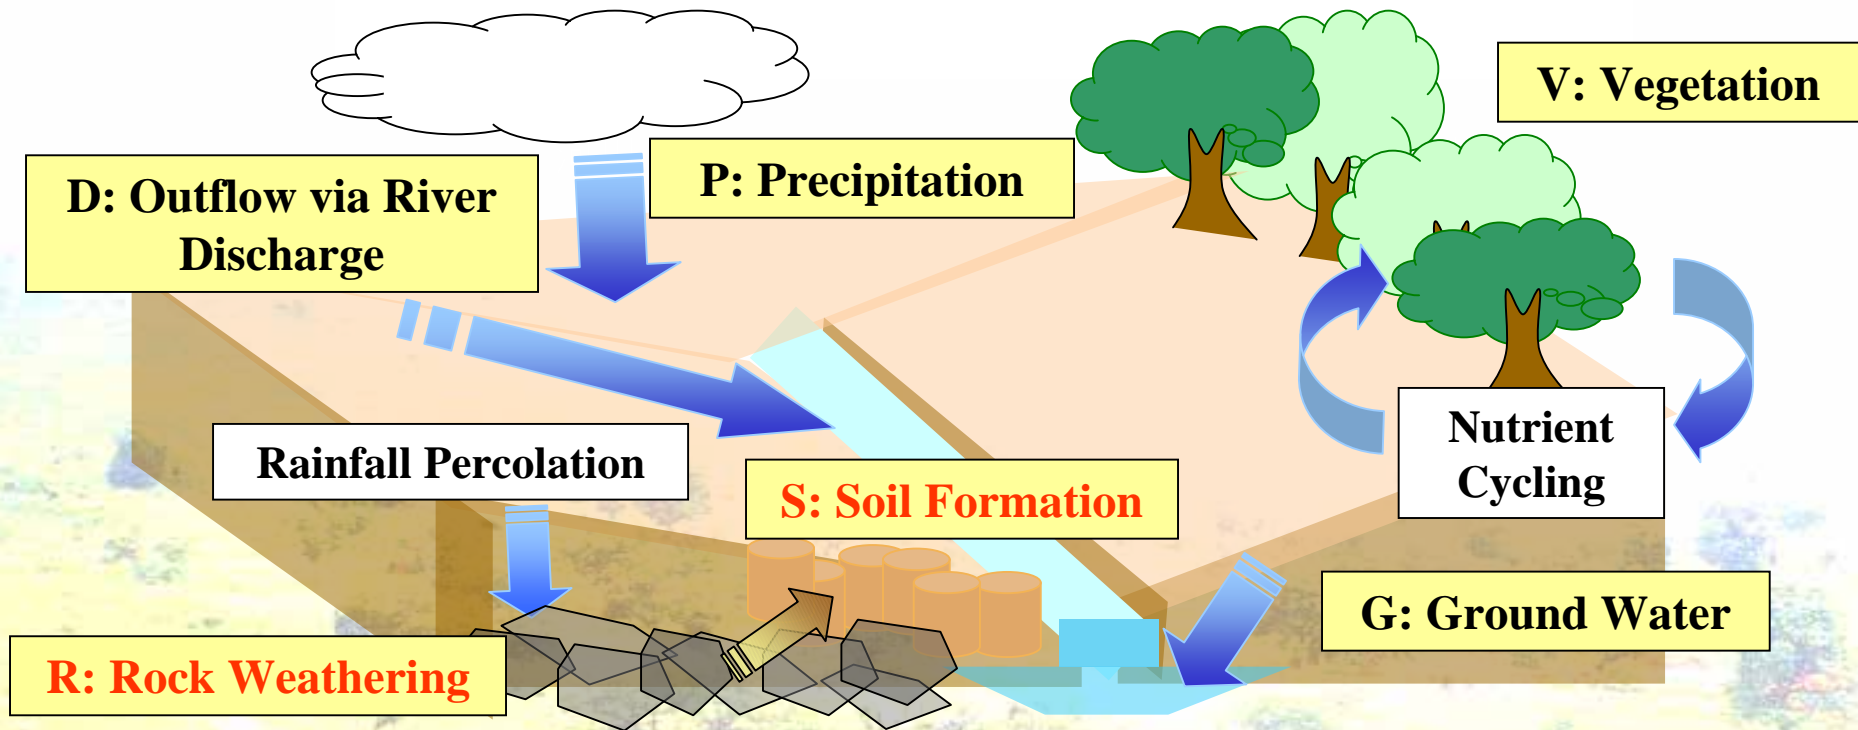 V: Vegetation
P: Precipitation
D: Outflow via River
Discharge
Rainfall Percolation
Nutrient
Cycling
S: Soil Formation
G: Ground Water
R: Rock Weathering